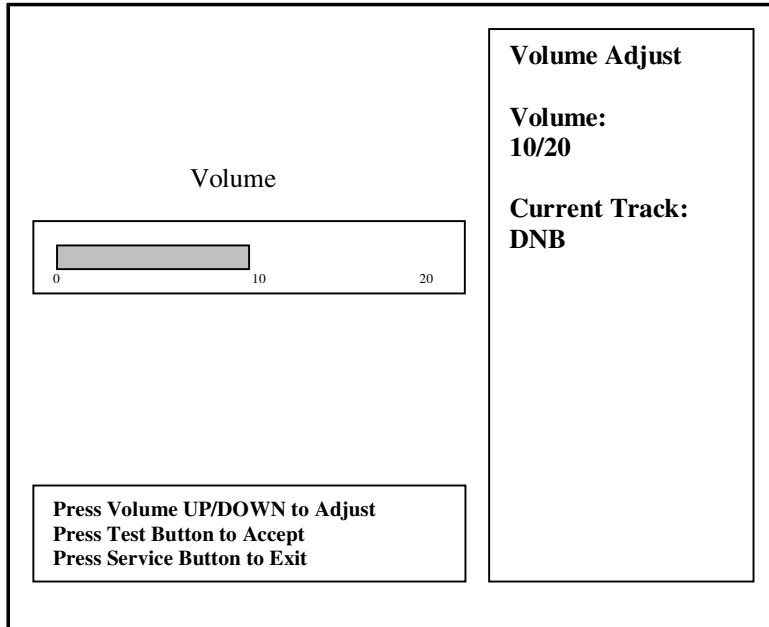 Volume
0 10 20
Press Volume UP/DOWN to Adjust
Press Test Button to Accept
Press Service Button to Exit
Volume Adjust
Volume:
10/20
Current Track:
DNB